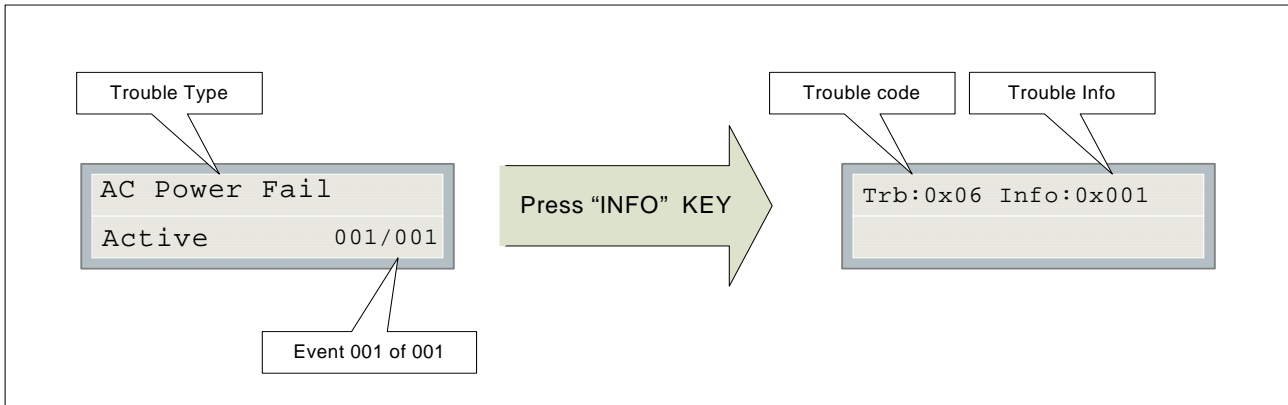 Trouble Type
AC Power Fail
Active 001/001
Event 001 of 001
Press “INFO” KEY
Trouble code
Trouble Info
Trb:0x06 Info:0x001